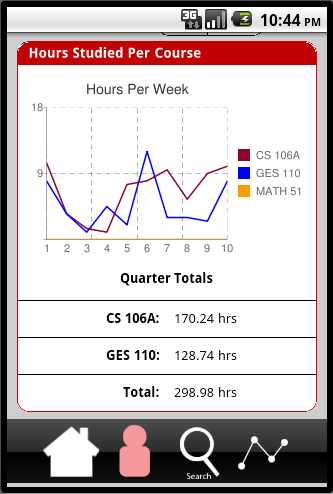 3G
10:44 PM
Hours Studied Per Course
Hours Per Week
18
9
CS 106A
GES 110
MATH 51
1 2 3 4 5 6 7 8 9 10
Quarter Totals
CS 106A: 170.24 hrs
GES 110: 128.74 hrs
Total: 298.98 hrs
Search